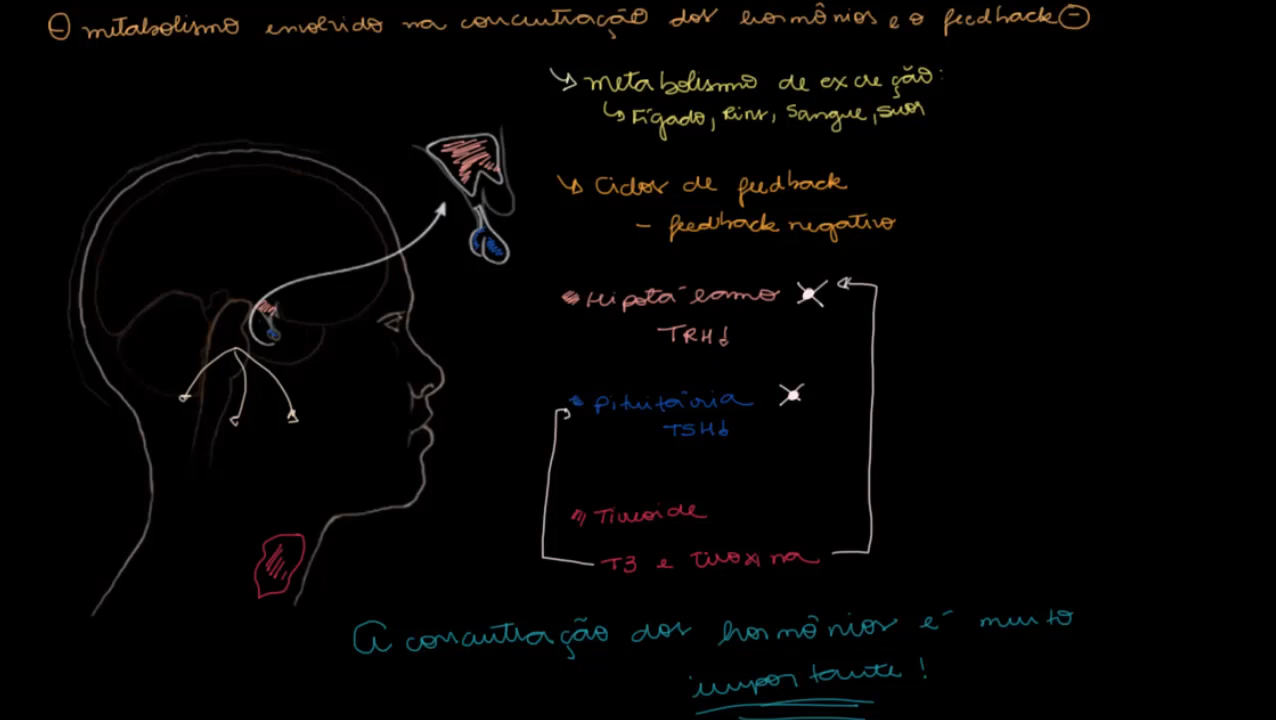 O metabolismo envolvido na concentração dos hormônios e o feedback -
metabolismo de excreção:
Fígado, Rins, Sangue, Suor
Ciclos de feedback
- feedback negativo
Hipotálamo
TRH↓
Pituitária
TSH↓
Tireoide
T3 e tiroxina
A concentração dos hormônios é muito
importante!